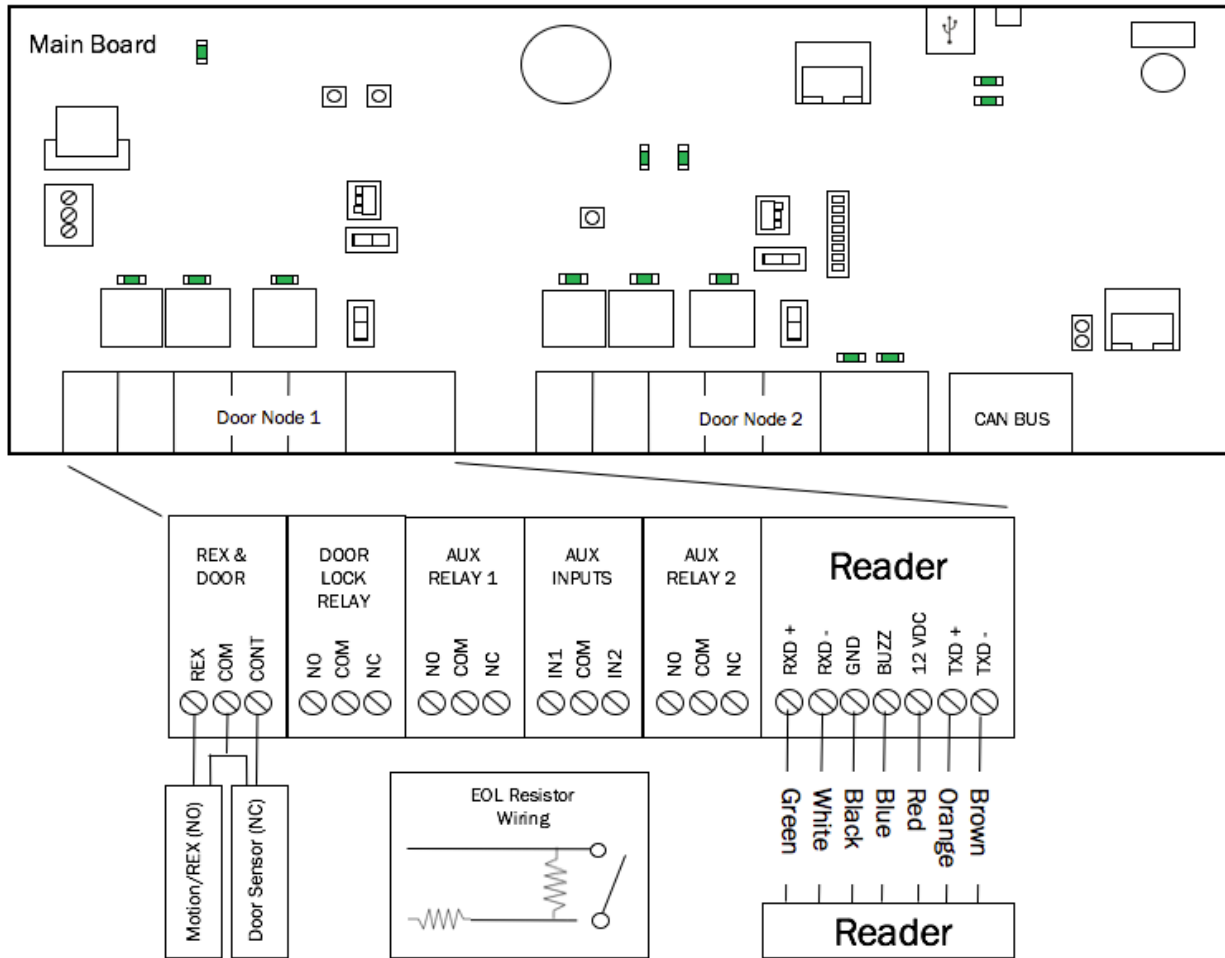 Main Board
Door Node 1
Door Node 2
CAN BUS
REX &
DOOR
DOOR
LOCK
RELAY
AUX
RELAY 1
AUX
INPUTS
AUX
RELAY 2
Reader
REX
COM
CONT
NO
COM
NC
NO
COM
NC
IN1
COM
IN2
NO
COM
NC
RXD +
RXD -
GND
BUZZ
12 VDC
TXD +
TXD -
Motion/REX (NO)
Door Sensor (NC)
EOL Resistor
Wiring
Green
White
Black
Blue
Red
Orange
Brown
Reader